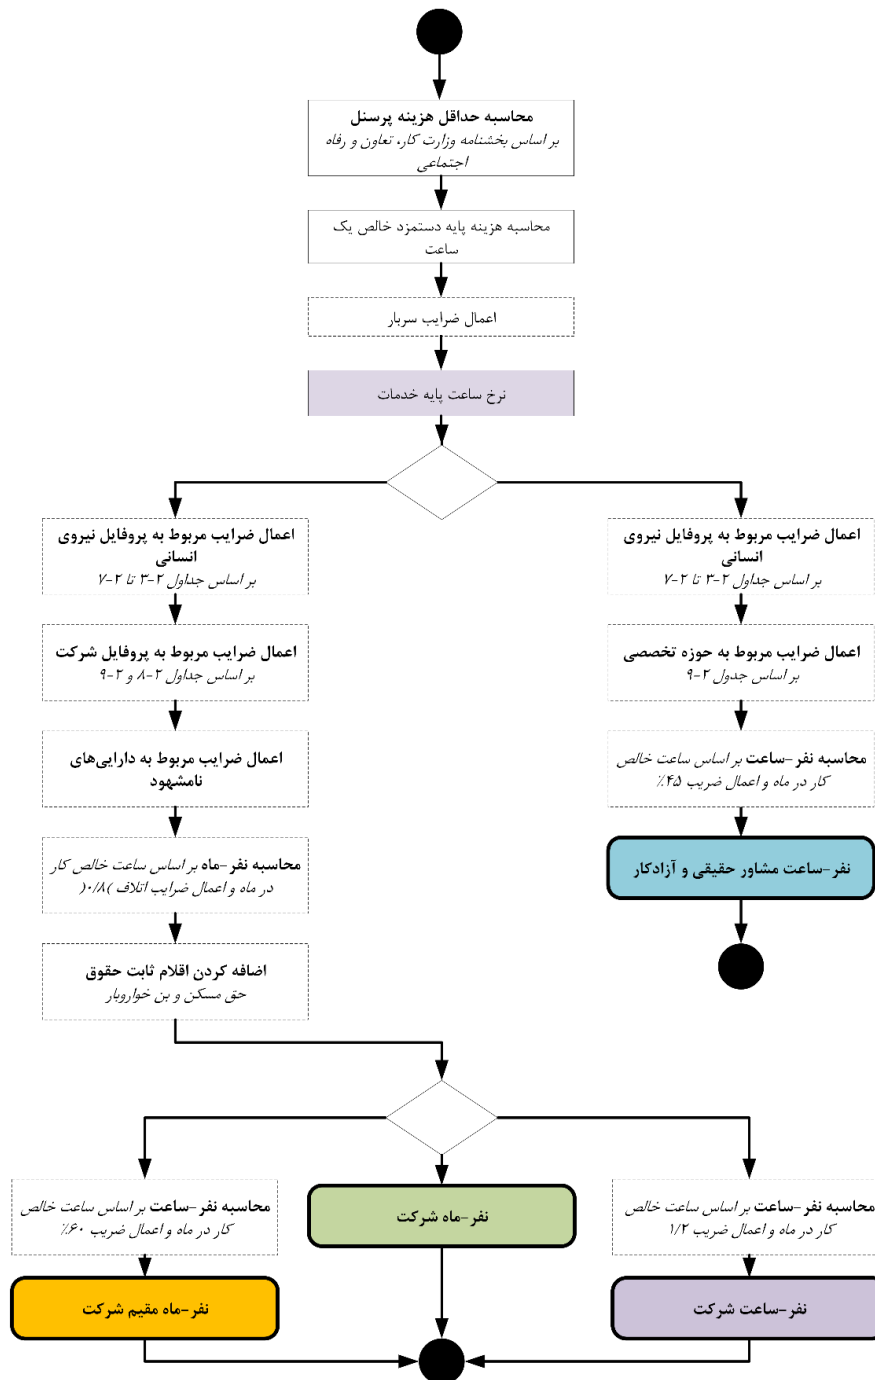 محاسبه حداقل هزینه پرسنل
بر اساس بخشنامه وزارت کار، تعاون و رفاه
اجتماعی
محاسبه هزینه پایه دستمزد خالص یک
ساعت
اعمال ضرایب سربار
نرخ ساعت پایه خدمات
اعمال ضرایب مربوط به پروفایل نیروی
انسانی
بر اساس جداول ۲-۳ تا ۲-۷
اعمال ضرایب مربوط به حوزه تخصصی
بر اساس جدول ۲-۹
محاسبه نفر-ساعت بر اساس ساعت خالص
کار در ماه و اعمال ضریب ۴۵٪
نفر-ساعت مشاور حقیقی و آزادکار
اعمال ضرایب مربوط به پروفایل نیروی
انسانی
بر اساس جداول ۲-۳ تا ۲-۷
اعمال ضرایب مربوط به پروفایل شرکت
بر اساس جداول ۲-۸ و ۲-۹
اعمال ضرایب مربوط به دارایی‌های
نامشهود
محاسبه نفر-ماه بر اساس ساعت خالص کار
در ماه و اعمال ضرایب اتلاف )۰/۸(
اضافه کردن اقلام ثابت حقوق
حق مسکن و بن خواروبار
محاسبه نفر-ساعت بر اساس ساعت خالص
کار در ماه و اعمال ضریب ۱/۲
نفر-ساعت شرکت
نفر-ماه شرکت
محاسبه نفر-ساعت بر اساس ساعت خالص
کار در ماه و اعمال ضریب ۶۰٪
نفر-ماه مقیم شرکت